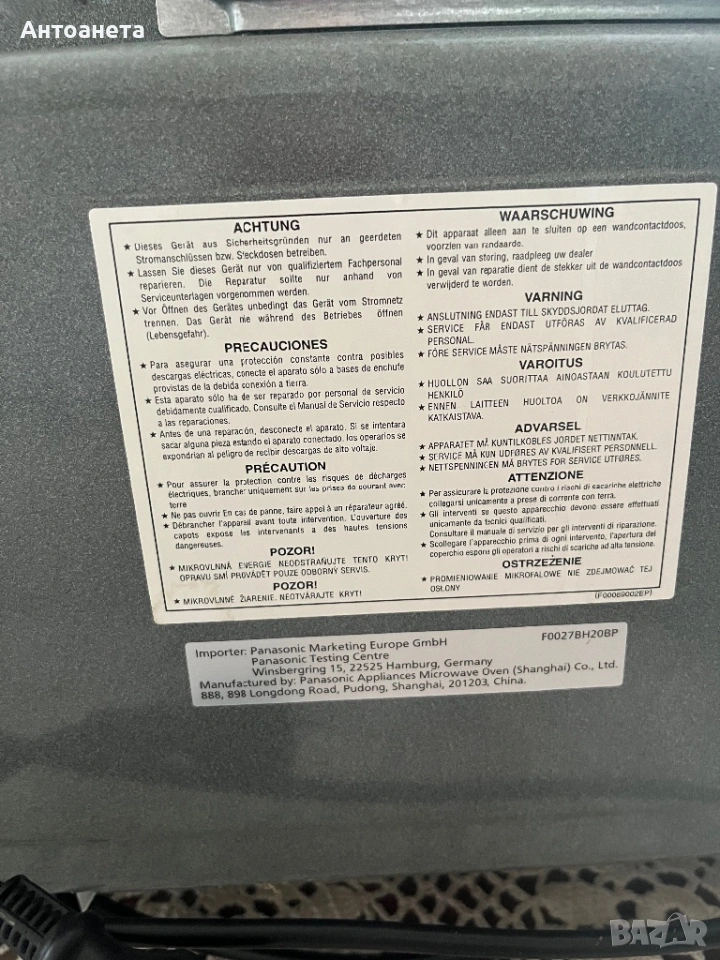 Антоанета
ACHTUNG
★ Dieses Gerät aus Sicherheitsgründen nur an geerdeten
Stromanschlüssen bzw. Steckdosen betreiben.
★ Lassen Sie dieses Gerät nur von qualifiziertem Fachpersonal
reparieren. Die Reparatur sollte nur anhand von
Serviceunterlagen vorgenommen werden.
★ Vor Öffnen des Gerätes unbedingt das Gerät vom Stromnetz
trennen. Das Gerät nie während des Betriebes öffnen
(Lebensgefahr).
PRECAUCIONES
★ Para asegurar una protección constante contra posibles
descargas eléctricas, conecte el aparato sólo a bases de enchufe
provistas de la debida conexión a tierra.
★ Esta aparato sólo ha de ser reparado por personal de servicio
debidamente cualificado. Consulte el Manual de Servicio respecto
a las reparaciones.
★ Antes de una reparación, desconecte el aparato. Si se intentara
sacar alguna pieza estando el aparato conectado, los operarios se
expondrían al peligro de recibir descargas de alto voltaje.
PRÉCAUTION
★ Pour assurer la protection contre les risques de décharges
électriques, brancher uniquement sur les prises de courant avec
terre
★ Ne pas ouvrir En cas de panne, faire appel à un réparateur agréé.
★ Débrancher l'appareil avant toute intervention. L'ouverture des
capots expose les intervenants à des hautes tensions
dangereuses.
POZOR!
★ MIKROVLNNÁ ENERGIE NEODSTRAŇUJTE TENTO KRYT!
OPRAVU SMÍ PROVÁDĚT POUZE ODBORNÝ SERVIS.
POZOR!
★ MIKROVLNNÉ ŽIARENIE. NEOTVÁRAJTE KRYT!
WAARSCHUWING
★ Dit apparaat alleen aan te sluiten op een wandcontactdoos,
voorzien van randaarde.
★ In geval van storing, raadpleeg uw dealer
★ In geval van reparatie dient de stekker uit de wandcontactdoos
verwijderd te worden.
VARNING
★ ANSLUTNING ENDAST TILL SKYDDSJORDAT ELUTTAG.
★ SERVICE FÅR ENDAST UTFÖRAS AV KVALIFICERAD
PERSONAL.
★ FÖRE SERVICE MÅSTE NÄTSPÄNNINGEN BRYTAS.
VAROITUS
★ HUOLLON SAA SUORITTAA AINOASTAAN KOULUTETTU
HENKILÖ
★ ENNEN LAITTEEN HUOLTOA ON VERKKOJÄNNITE
KATKAISTAVA.
ADVARSEL
★ APPARATET MÅ KUNTILKOBLES JORDET NETTINNTAK.
★ SERVICE MÅ KUN UDFØRES AV KVALIFISERT PERSONNELL.
★ NETTSPENNINGEN MÅ BRYTES FOR SERVICE UTFØRES.
ATTENZIONE
★ Per assicurare la protezione contro i rischi di scariche elettriche
collegarsi unicamente a prese di corrente con terra.
★ Gli interventi se questo apparecchio devono essere effettuati
unicamente da tecnici qualificati.
Consultare il manuale di servizio per gli interventi di riparazione.
★ Scollegare l'apparecchio prima di ogni intervento, l'apertura del
coperchio espone gli operatori a rischi di scariche ad alta tensione.
OSTRZEŻENIE
★ PROMIENIOWANIE MIKROFALOWE NIE ZDEJMOWAĆ TEJ
OSŁONY
(F00069002EP)
Importer: Panasonic Marketing Europe GmbH
Panasonic Testing Centre
Winsbergring 15, 22525 Hamburg, Germany
Manufactured by: Panasonic Appliances Microwave Oven (Shanghai) Co., Ltd.
888, 898 Longdong Road, Pudong, Shanghai, 201203, China.
F0027BH20BP
BAZAR